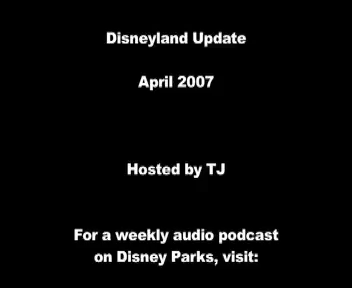 Disneyland Update
April 2007
Hosted by TJ
For a weekly audio podcast
on Disney Parks, visit: